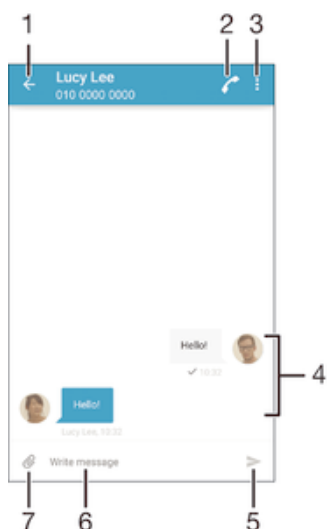 1 2 3
Lucy Lee
010 0000 0000
Hello!
10:32
4
Hello!
Lucy Lee, 10:32
Write message
7 6 5